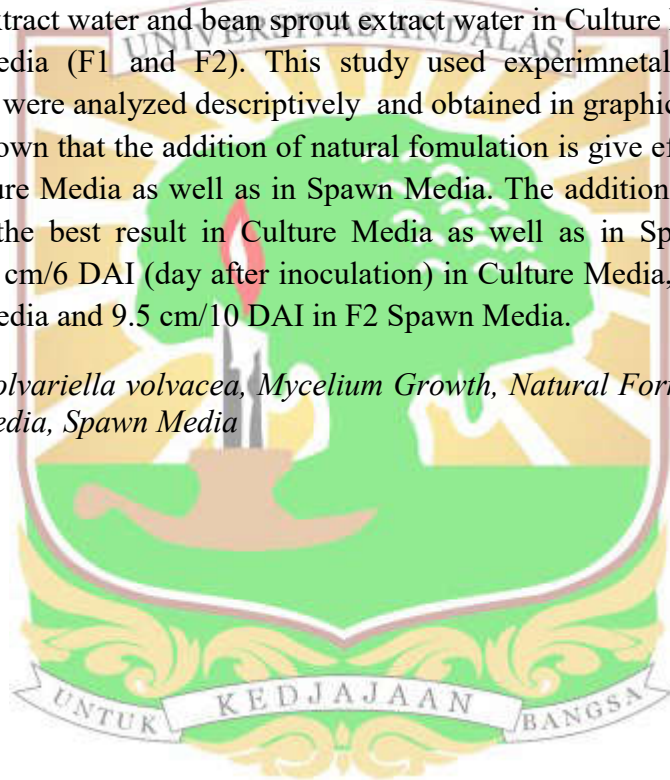 tract water and bean sprout extract water in Culture
UNIVERSITAS ANDALAS
edia (F1 and F2). This study used experimnetal
were analyzed descriptively and obtained in graphic
own that the addition of natural fomulation is give
ure Media as well as in Spawn Media. The addition
the best result in Culture Media as well as in
cm/6 DAI (day after inoculation) in Culture Media,
edia and 9.5 cm/10 DAI in F2 Spawn Media.
olvariella volvacea, Mycelium Growth, Natural
edia, Spawn Media
UNTUK KEDJAJAAN BANGSA